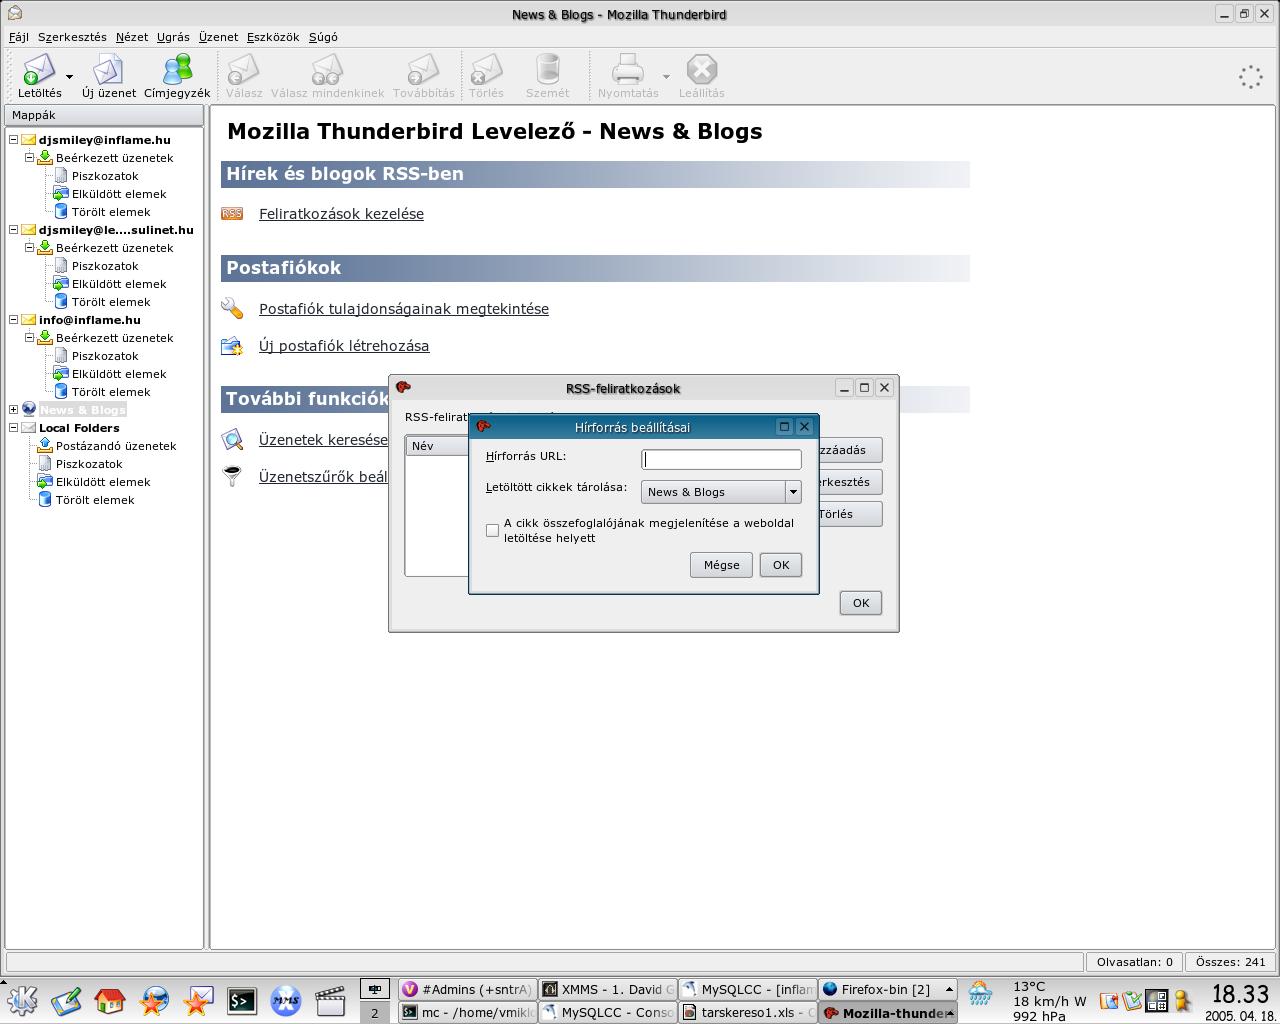 News & Blogs - Mozilla Thunderbird
Fájl Szerkesztés Nézet Ugrás Üzenet Eszközök Súgó
Letöltés Új üzenet Címjegyzék Válasz Válasz mindenkinek Továbbítás Törlés Szemét Nyomtatás Leállítás
Mappák
djsmiley@inflame.hu
Beérkezett üzenetek
Piszkozatok
Elküldött elemek
Törölt elemek
djsmiley@le....sulinet.hu
Beérkezett üzenetek
Piszkozatok
Elküldött elemek
Törölt elemek
info@inflame.hu
Beérkezett üzenetek
Piszkozatok
Elküldött elemek
Törölt elemek
News & Blogs
Local Folders
Postázandó üzenetek
Piszkozatok
Elküldött elemek
Törölt elemek
Mozilla Thunderbird Levelező - News & Blogs
Hírek és blogok RSS-ben
RSS Feliratkozások kezelése
Postafiókok
Postafiók tulajdonságainak megtekintése
Új postafiók létrehozása
További funkciók
Üzenetek keresése
Üzenetszűrők beál
RSS-feliratkozások
RSS-felirat
Név
zzáadás
erkesztés
Törlés
OK
Hírforrás beállításai
Hírforrás URL:
Letöltött cikkek tárolása: News & Blogs
A cikk összefoglalójának megjelenítése a weboldal
letöltése helyett
Mégse OK
Olvasatlan: 0 Összes: 241
MMS
2
#Admins (+sntrA) XMMS - 1. David G MySQLCC - [inflam Firefox-bin [2]
mc - /home/vmiklo MySQLCC - Conso tarskereso1.xls - O Mozilla-thunder
13°C
18 km/h W
992 hPa
18.33
2005. 04. 18.